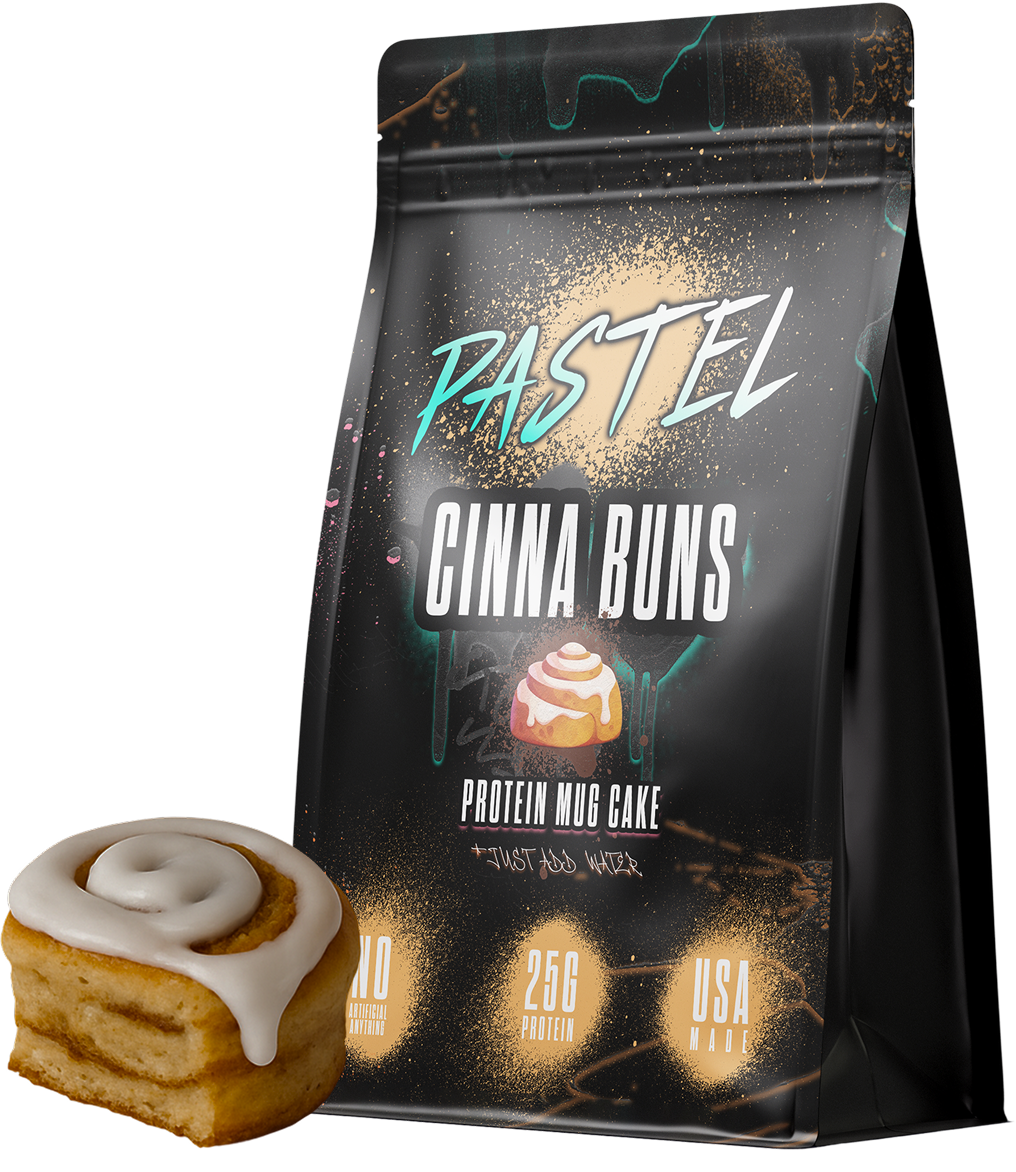 PASTEL
CINNA BUNS
PROTEIN MUG CAKE
+JUST ADD WATER
NO
ARTIFICIAL
ANYTHING
25G
PROTEIN
USA
MADE